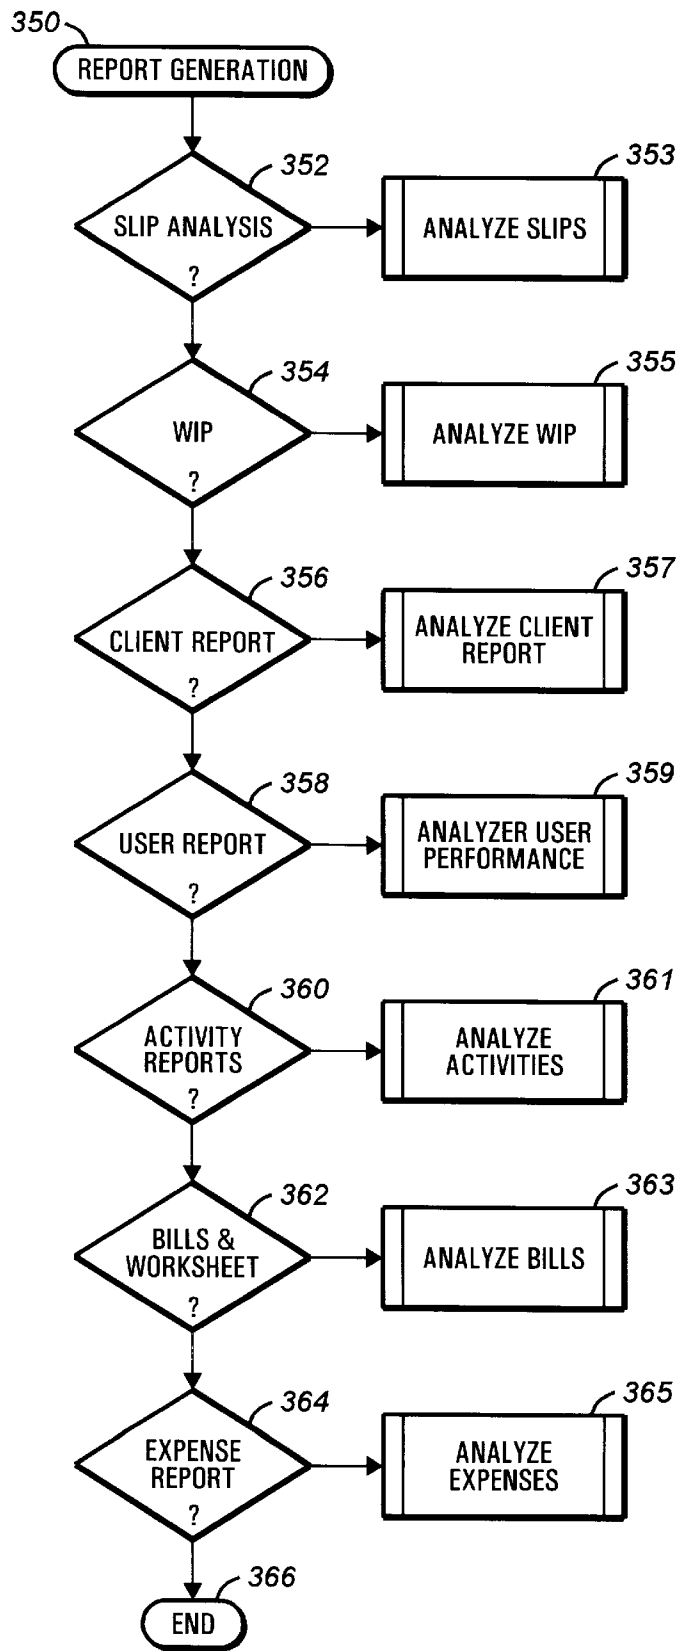 350
REPORT GENERATION
352
SLIP ANALYSIS
?
353
ANALYZE SLIPS
354
WIP
?
355
ANALYZE WIP
356
CLIENT REPORT
?
357
ANALYZE CLIENT
REPORT
358
USER REPORT
?
359
ANALYZER USER
PERFORMANCE
360
ACTIVITY
REPORTS
?
361
ANALYZE
ACTIVITIES
362
BILLS &
WORKSHEET
?
363
ANALYZE BILLS
364
EXPENSE
REPORT
?
365
ANALYZE
EXPENSES
366
END